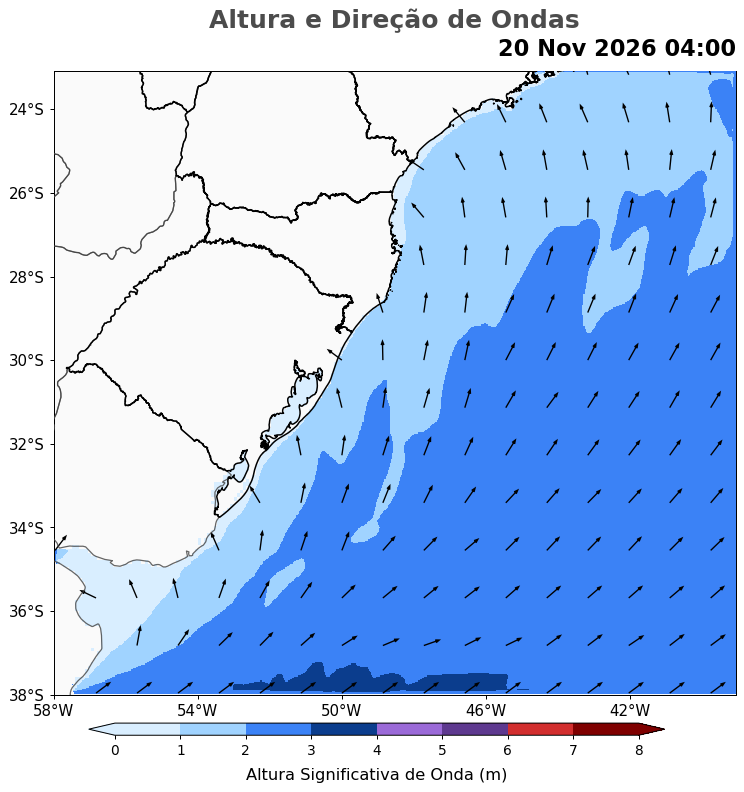 Altura e Direção de Ondas
20 Nov 2026 04:00
24°S
26°S
28°S
30°S
32°S
34°S
36°S
38°S
58°W 54°W 50°W 46°W 42°W
0 1 2 3 4 5 6 7 8
Altura Significativa de Onda (m)